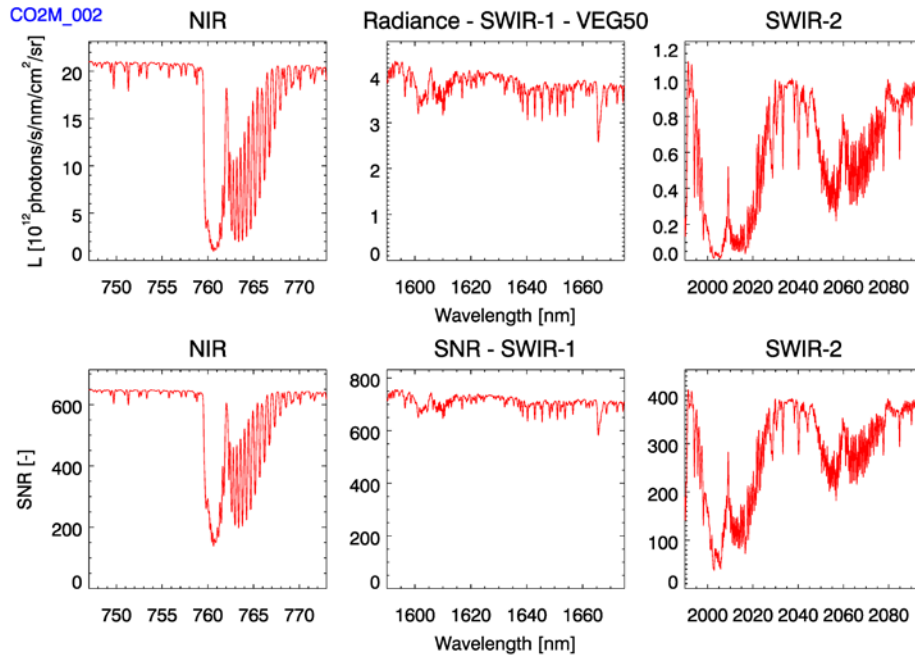 CO2M_002
NIR
Radiance - SWIR-1 - VEG50
SWIR-2
L [10¹²photons/s/nm/cm²/sr]
20
15
10
5
0
750 755 760 765 770
4
3
2
1
0
1600 1620 1640 1660
Wavelength [nm]
1.2
1.0
0.8
0.6
0.4
0.2
0.0
2000 2020 2040 2060 2080
NIR
SNR - SWIR-1
SWIR-2
SNR [-]
600
400
200
0
750 755 760 765 770
800
600
400
200
0
1600 1620 1640 1660
Wavelength [nm]
400
300
200
100
0
2000 2020 2040 2060 2080